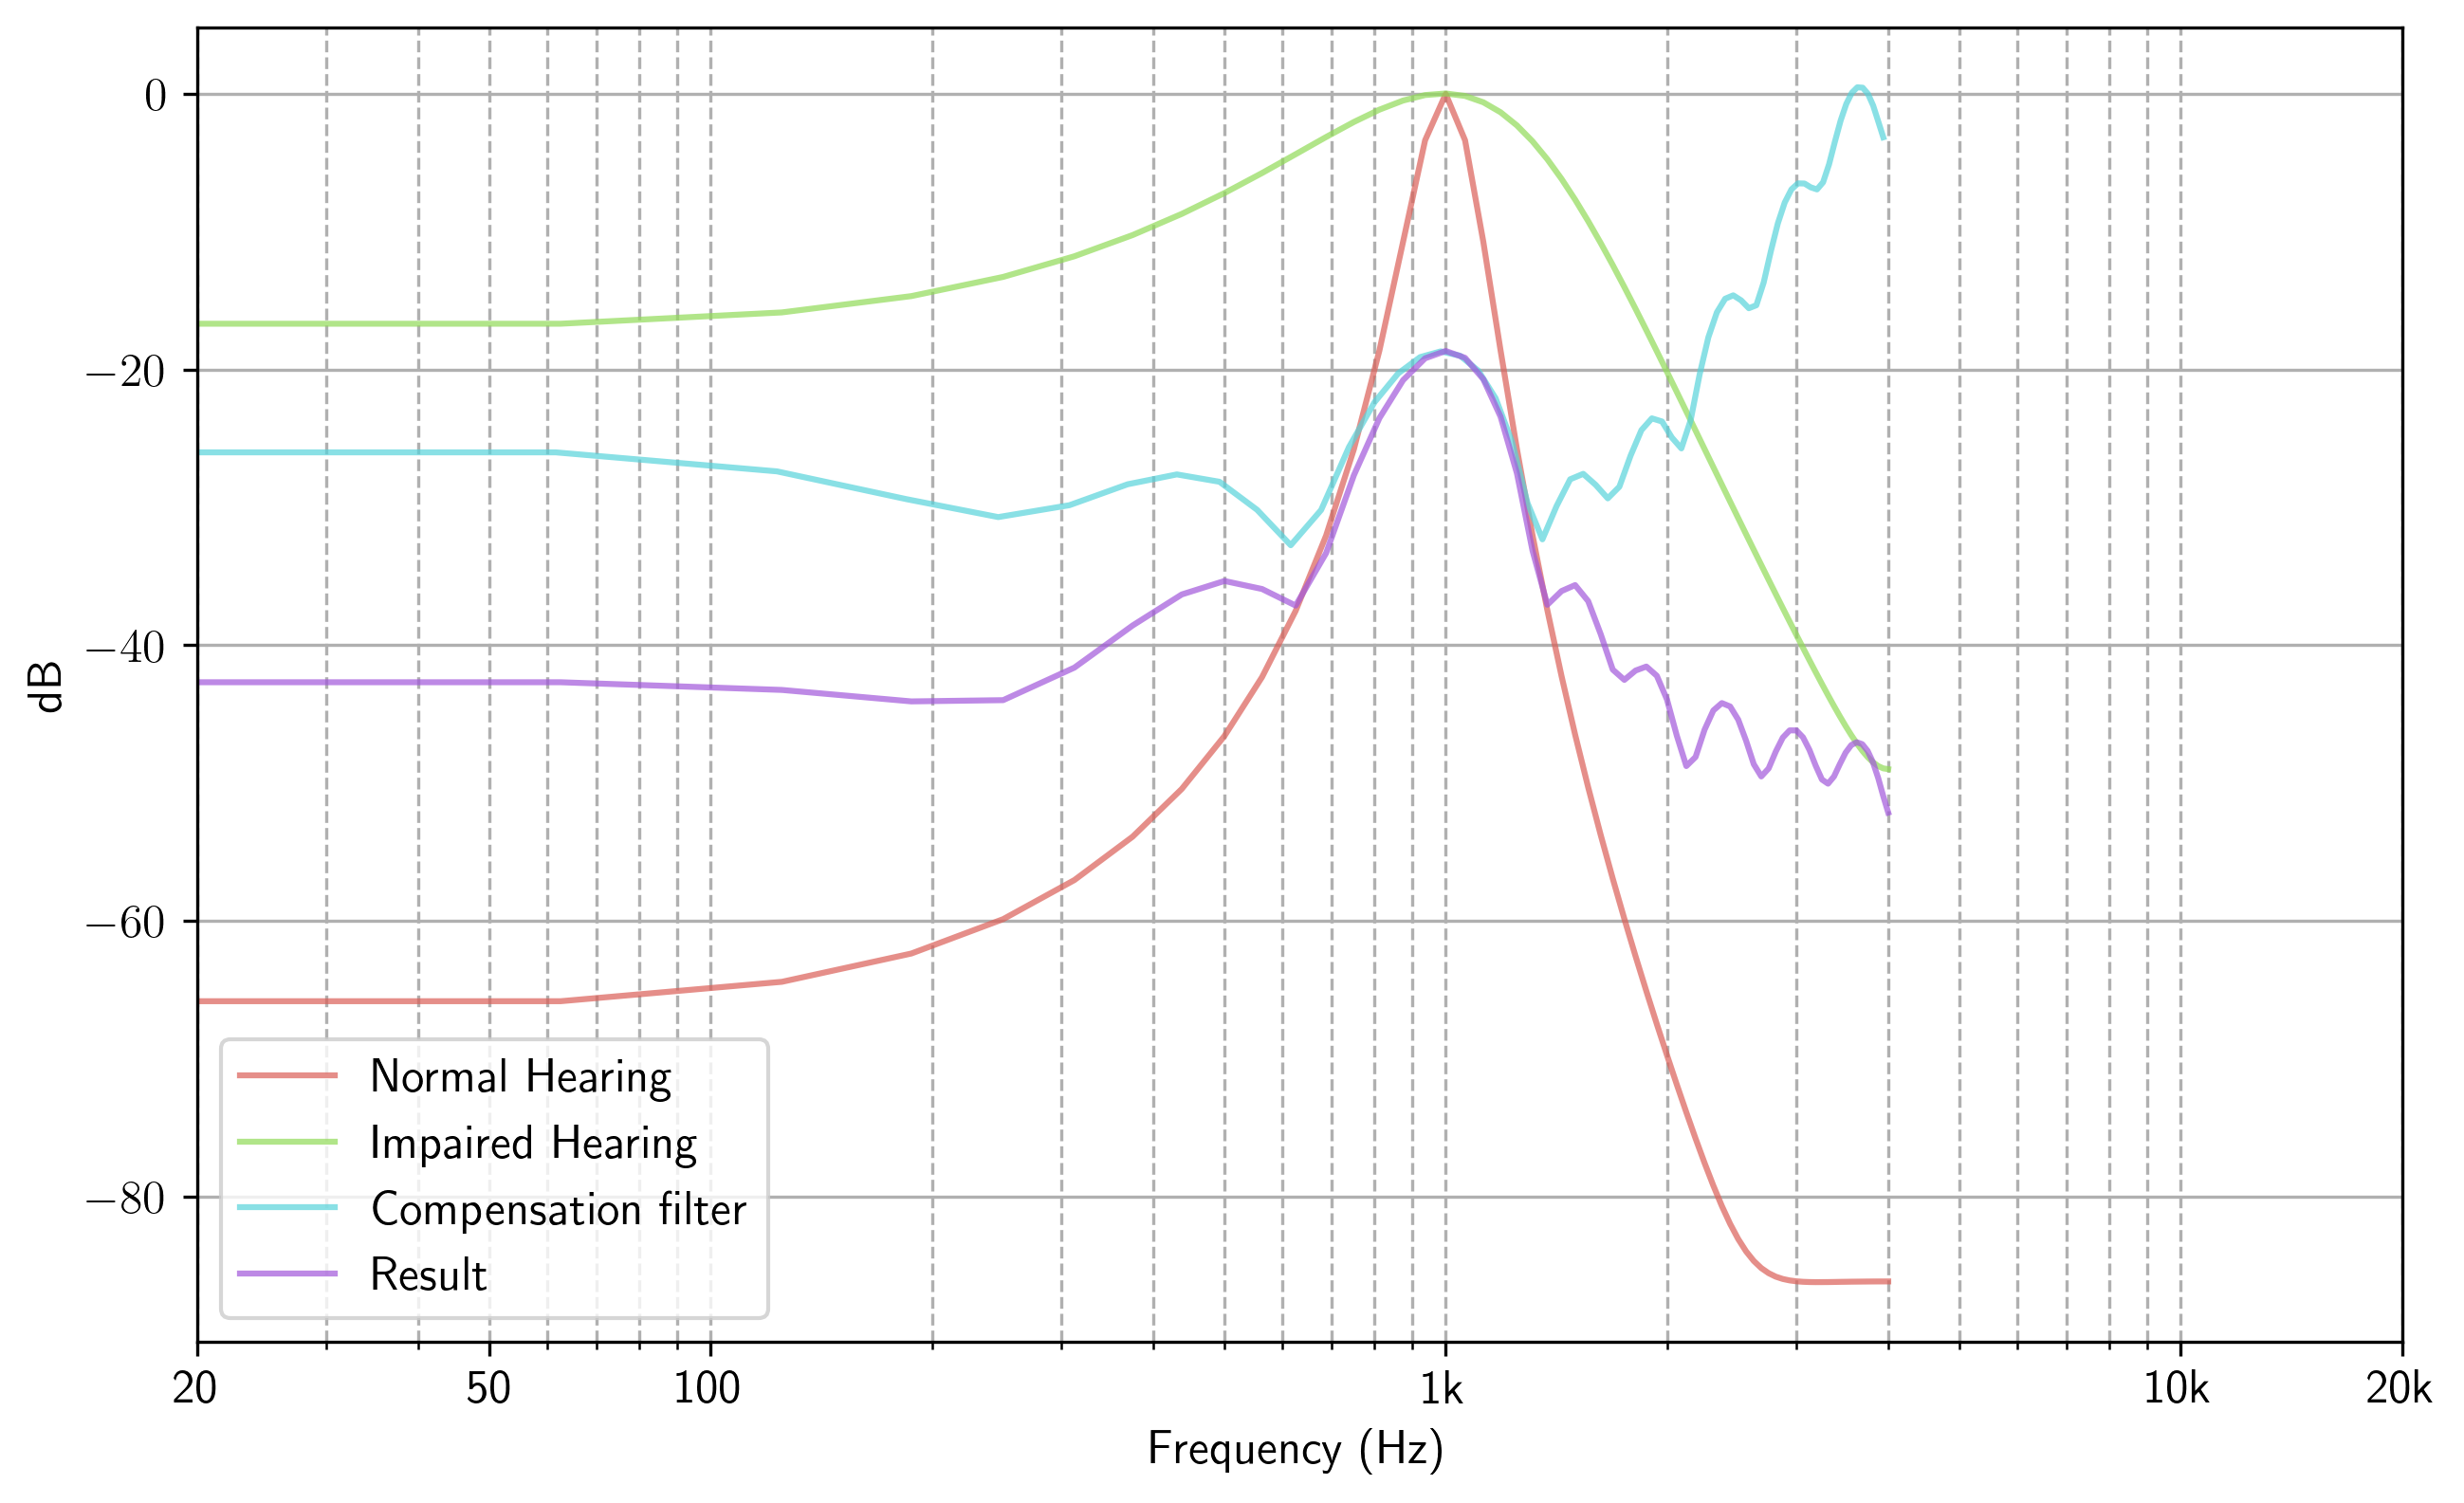 0
−20
−40
−60
−80
dB
Normal Hearing
Impaired Hearing
Compensation filter
Result
20 50 100 1k 10k 20k
Frequency (Hz)